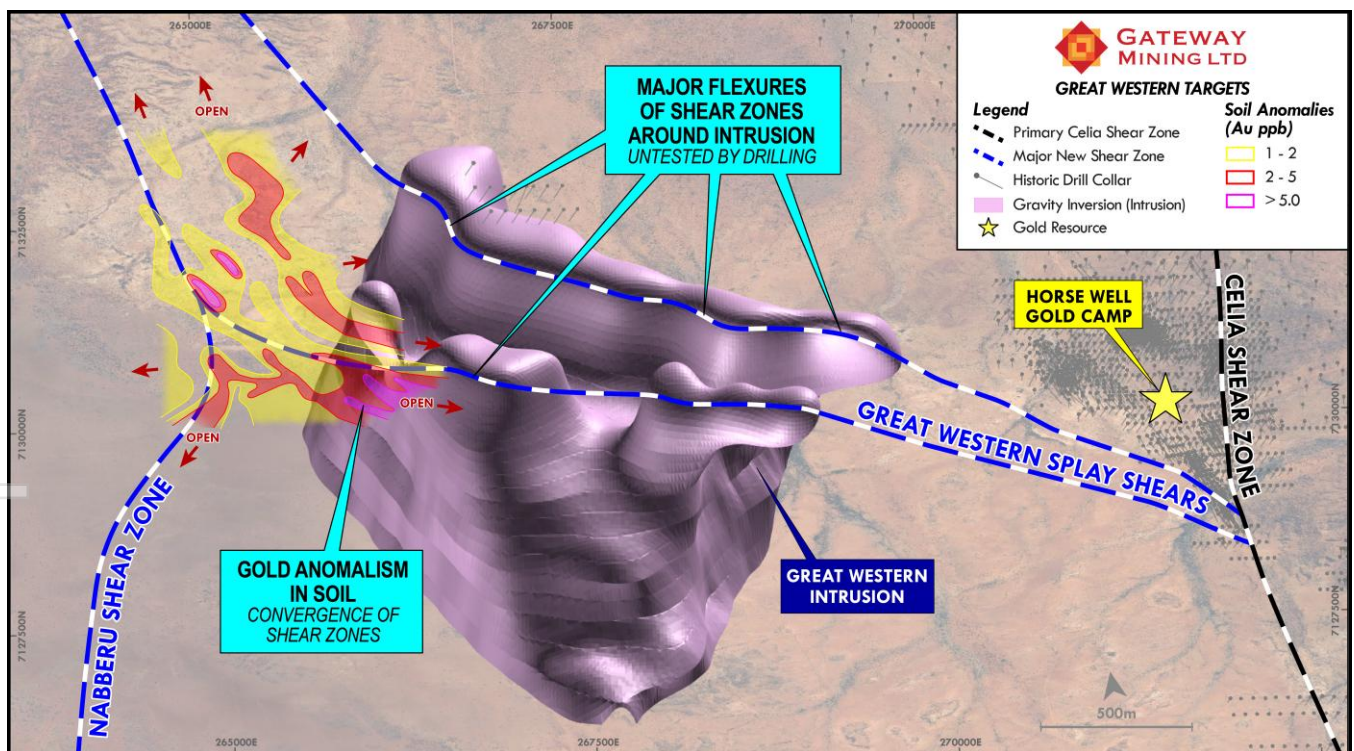 265000E
267500E
270000E
GATEWAY
MINING LTD
GREAT WESTERN TARGETS
Legend
Primary Celia Shear Zone
Major New Shear Zone
Historic Drill Collar
Gravity Inversion (Intrusion)
Gold Resource
Soil Anomalies
(Au ppb)
1 - 2
2 - 5
> 5.0
MAJOR FLEXURES
OF SHEAR ZONES
AROUND INTRUSION
UNTESTED BY DRILLING
OPEN
7132500N
HORSE WELL
GOLD CAMP
CELIA SHEAR ZONE
OPEN
OPEN
7130000N
7130000N
GREAT WESTERN SPLAY SHEARS
NABBERU SHEAR ZONE
GOLD ANOMALISM
IN SOIL
CONVERGENCE OF
SHEAR ZONES
GREAT WESTERN
INTRUSION
7127500N
7127500N
500m
265000E
267500E
270000E